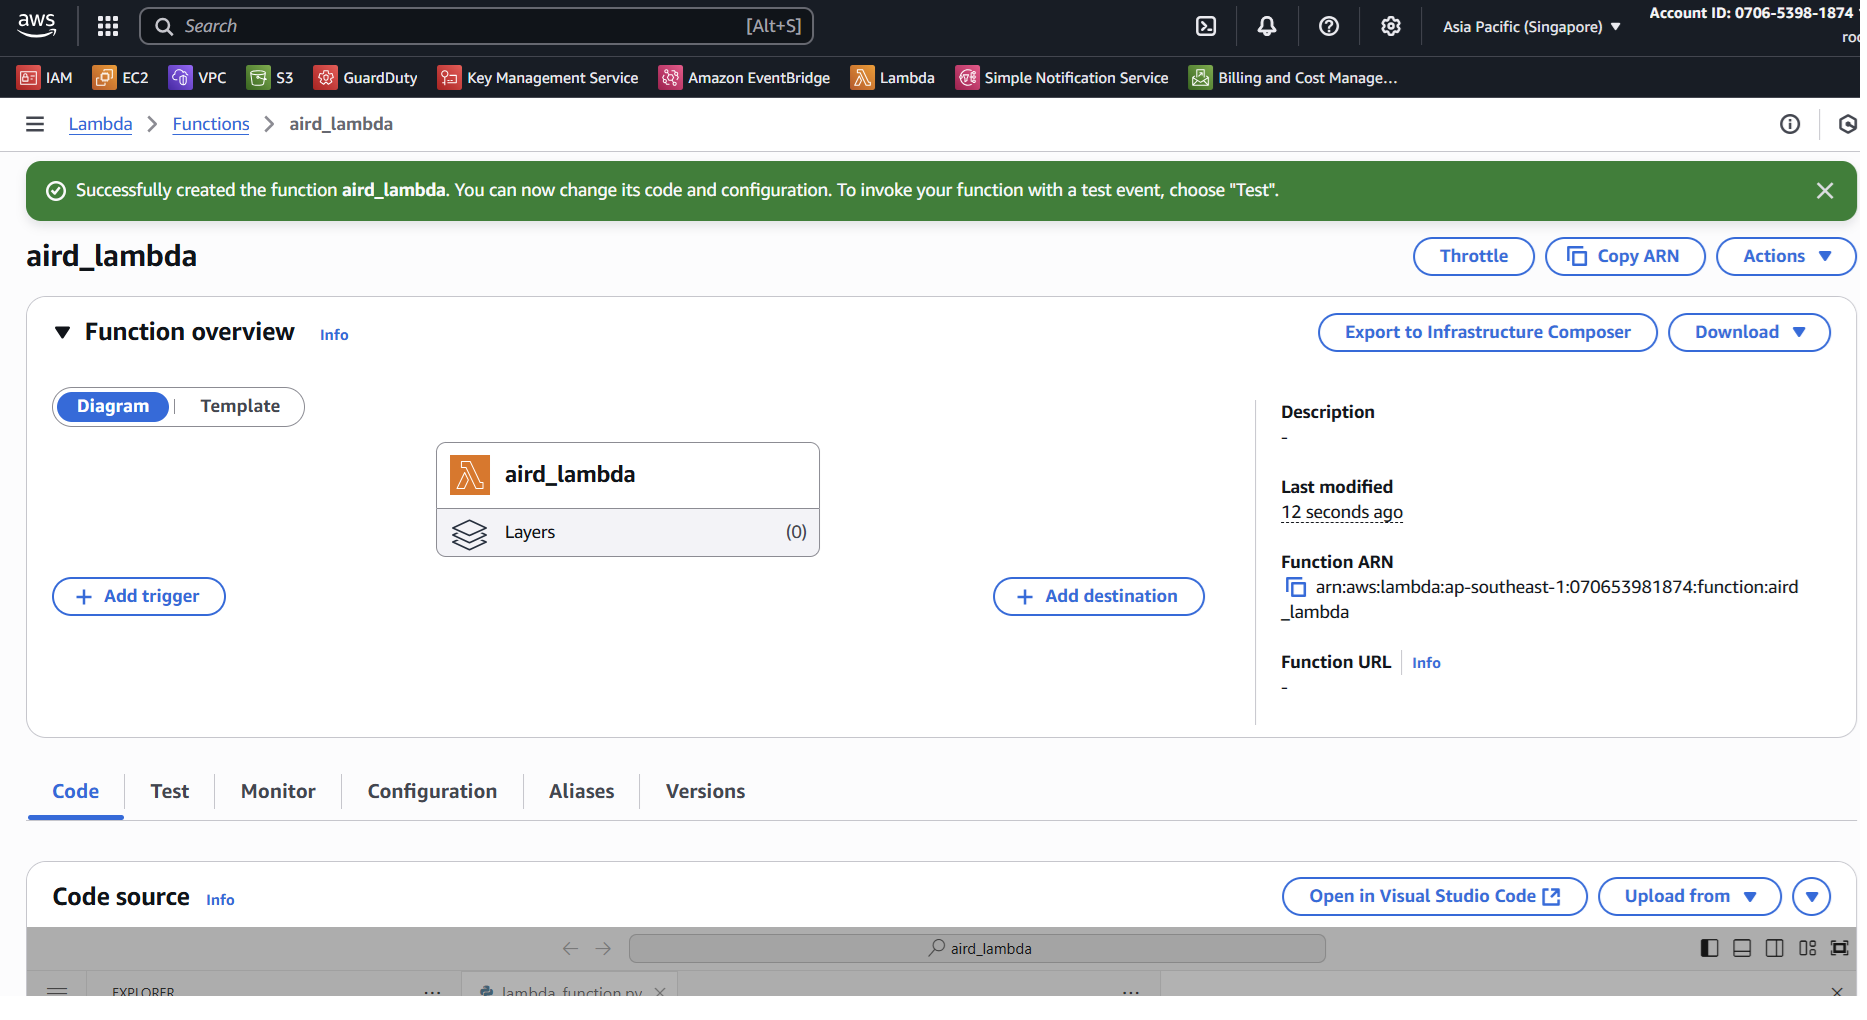 aws
Search
[Alt+S]
Asia Pacific (Singapore)
Account ID: 0706-5398-1874
IAM
EC2
VPC
S3
GuardDuty
Key Management Service
Amazon EventBridge
Lambda
Simple Notification Service
Billing and Cost Manage...
Lambda
Functions
aird_lambda
Successfully created the function aird_lambda. You can now change its code and configuration. To invoke your function with a test event, choose "Test".
aird_lambda
Throttle
Copy ARN
Actions
Function overview
Info
Export to Infrastructure Composer
Download
Diagram
Template
aird_lambda
Layers
(0)
Add trigger
Add destination
Description
-
Last modified
12 seconds ago
Function ARN
arn:aws:lambda:ap-southeast-1:070653981874:function:aird
_lambda
Function URL
Info
-
Code
Test
Monitor
Configuration
Aliases
Versions
Code source
Info
Open in Visual Studio Code
Upload from
aird_lambda
EXPLORER
...
lambda_function.py
...